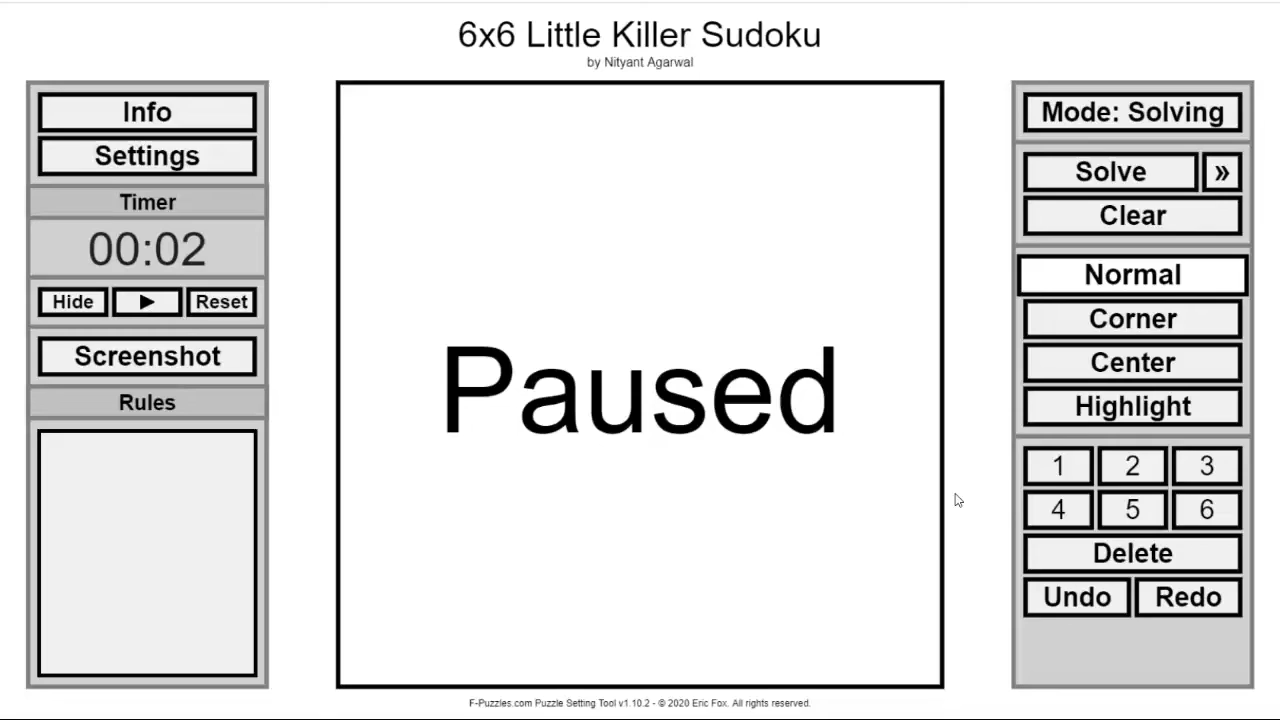 6x6 Little Killer Sudoku
by Nityant Agarwal
Info
Settings
Timer
00:02
Hide
Reset
Screenshot
Rules
Paused
Mode: Solving
Solve »
Clear
Normal
Corner
Center
Highlight
1 2 3
4 5 6
Delete
Undo Redo
F-Puzzles.com Puzzle Setting Tool v1.10.2 - © 2020 Eric Fox. All rights reserved.